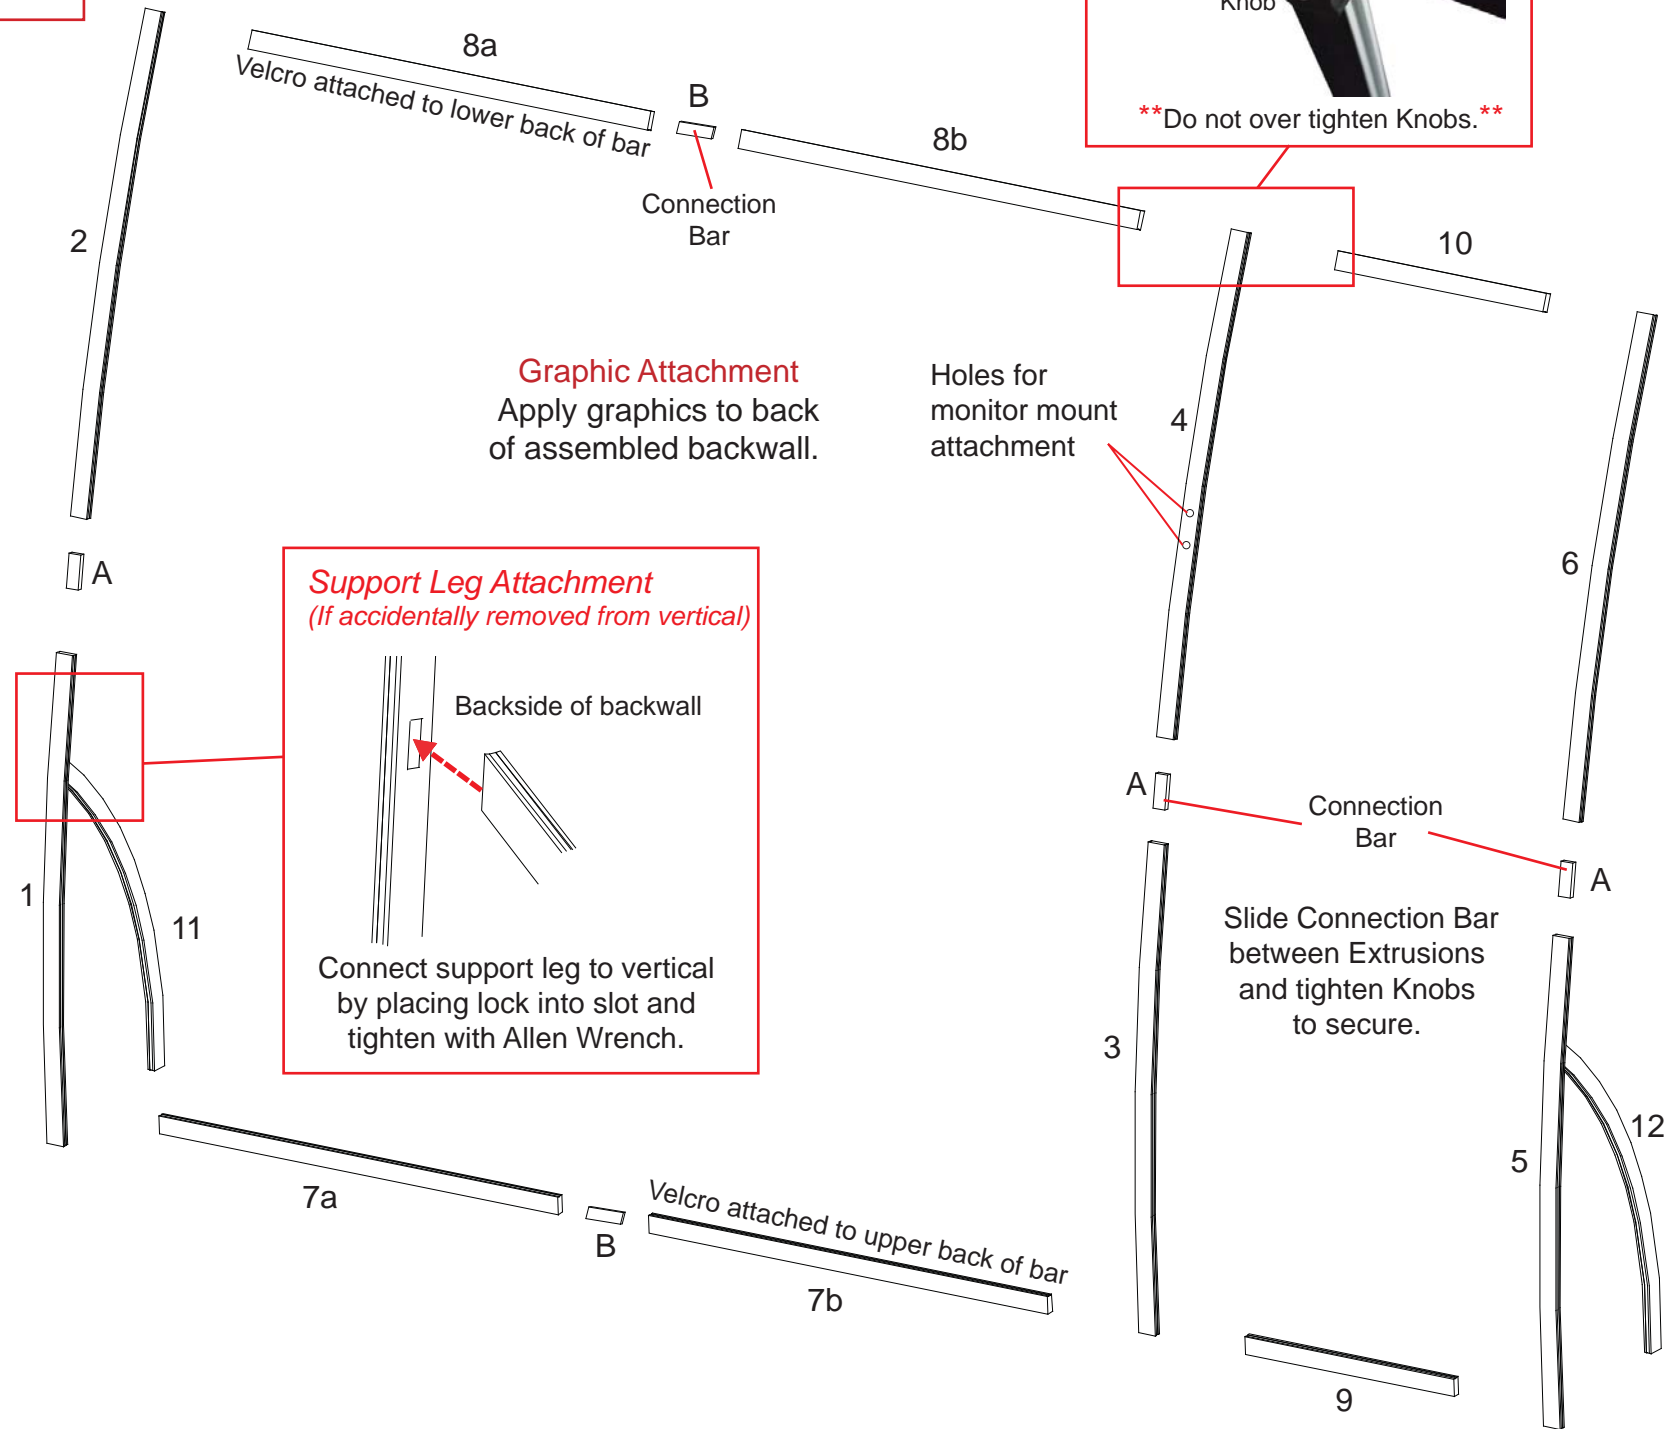 Knob
**Do not over tighten Knobs.**
8a
Velcro attached to lower back of bar
B
8b
Connection
Bar
2
10
Graphic Attachment
Apply graphics to back
of assembled backwall.
Holes for
monitor mount
attachment
4
6
A
Support Leg Attachment
(If accidentally removed from vertical)
Backside of backwall
Connect support leg to vertical
by placing lock into slot and
tighten with Allen Wrench.
A
Connection
Bar
A
Slide Connection Bar
between Extrusions
and tighten Knobs
to secure.
1
11
3
12
5
7a
B
Velcro attached to upper back of bar
7b
9